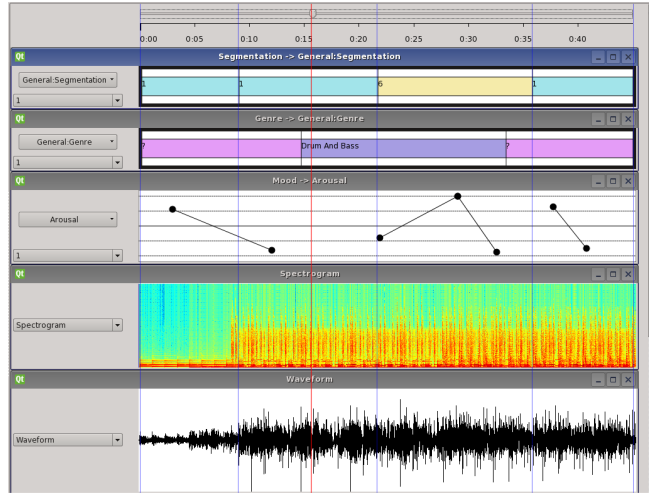 0:00 0:05 0:10 0:15 0:20 0:25 0:30 0:35 0:40
Qt Segmentation -> General:Segmentation
General:Segmentation
1 1 6 1
1
Qt Genre -> General:Genre
General:Genre
? Drum And Bass ?
1
Qt Mood -> Arousal
Arousal
1
Qt Spectrogram
Spectrogram
Qt Waveform
Waveform